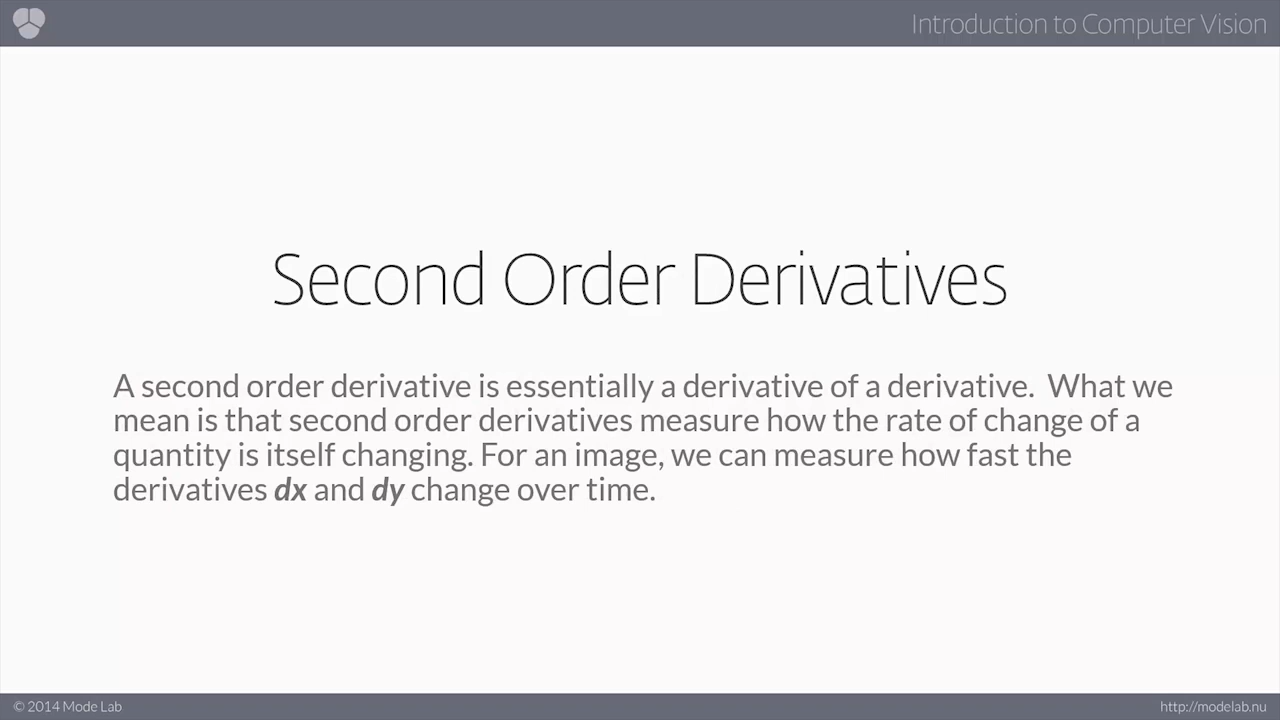 Introduction to Computer Vision
Second Order Derivatives
A second order derivative is essentially a derivative of a derivative.  What we
mean is that second order derivatives measure how the rate of change of a
quantity is itself changing. For an image, we can measure how fast the
derivatives dx and dy change over time.
© 2014 Mode Lab
http://modelab.nu